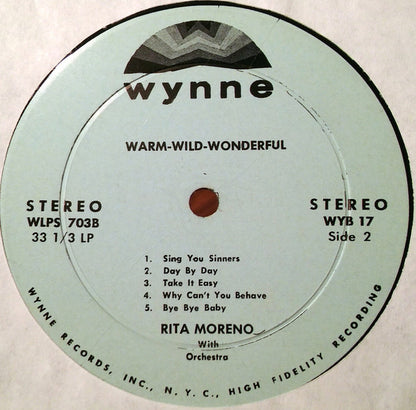 wynne
WARM-WILD-WONDERFUL
STEREO
WLPS 703B
33 1/3 LP
STEREO
WYB 17
Side 2
1. Sing You Sinners
2. Day By Day
3. Take It Easy
4. Why Can't You Behave
5. Bye Bye Baby
RITA MORENO
With
Orchestra
WYNNE RECORDS, INC., N. Y. C., HIGH FIDELITY RECORDING